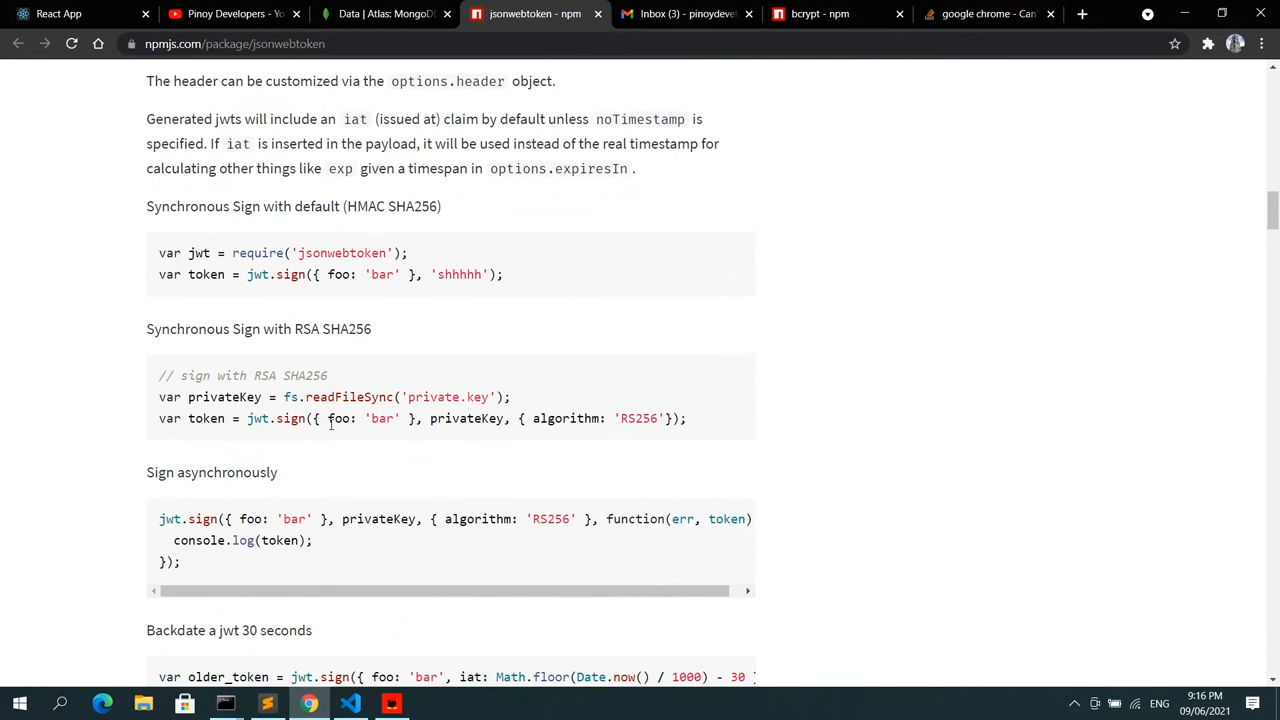 React App
Pinoy Developers - Yo
Data | Atlas: MongoDB
jsonwebtoken - npm
Inbox (3) - pinoydevel
bcrypt - npm
google chrome - Can'
npmjs.com/package/jsonwebtoken
The header can be customized via the options.header object.
Generated jwts will include an iat (issued at) claim by default unless noTimestamp is
specified. If iat is inserted in the payload, it will be used instead of the real timestamp for
calculating other things like exp given a timespan in options.expiresIn.
Synchronous Sign with default (HMAC SHA256)
var jwt = require('jsonwebtoken');
var token = jwt.sign({ foo: 'bar' }, 'shhhhh');
Synchronous Sign with RSA SHA256
// sign with RSA SHA256
var privateKey = fs.readFileSync('private.key');
var token = jwt.sign({ foo: 'bar' }, privateKey, { algorithm: 'RS256'});
Sign asynchronously
jwt.sign({ foo: 'bar' }, privateKey, { algorithm: 'RS256' }, function(err, token)
console.log(token);
});
Backdate a jwt 30 seconds
var older_token = jwt.sign({ foo: 'bar', iat: Math.floor(Date.now() / 1000) - 30
ENG
9:16 PM
09/06/2021